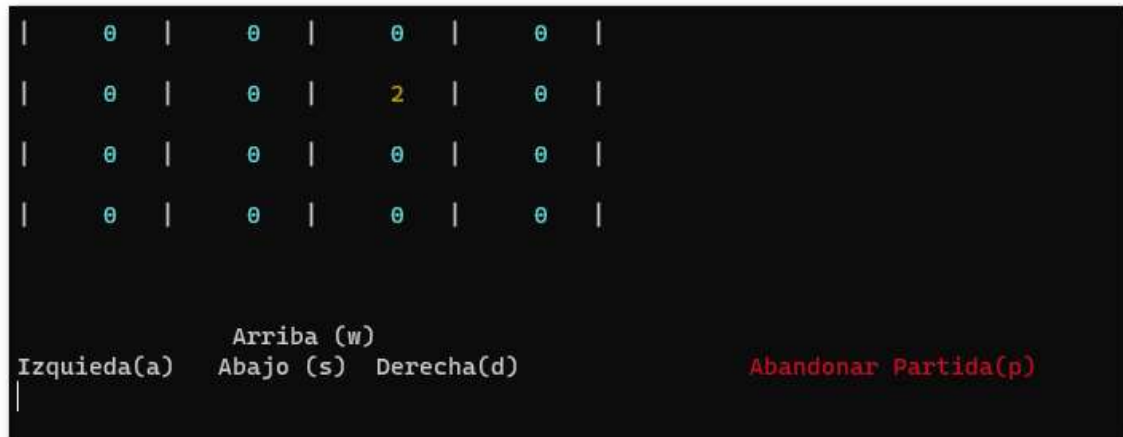 |     0   |     0   |     0   |     0   |
|     0   |     0   |     2   |     0   |
|     0   |     0   |     0   |     0   |
|     0   |     0   |     0   |     0   |
Arriba (w)
Izquieda(a)   Abajo (s)  Derecha(d)   Abandonar Partida(p)